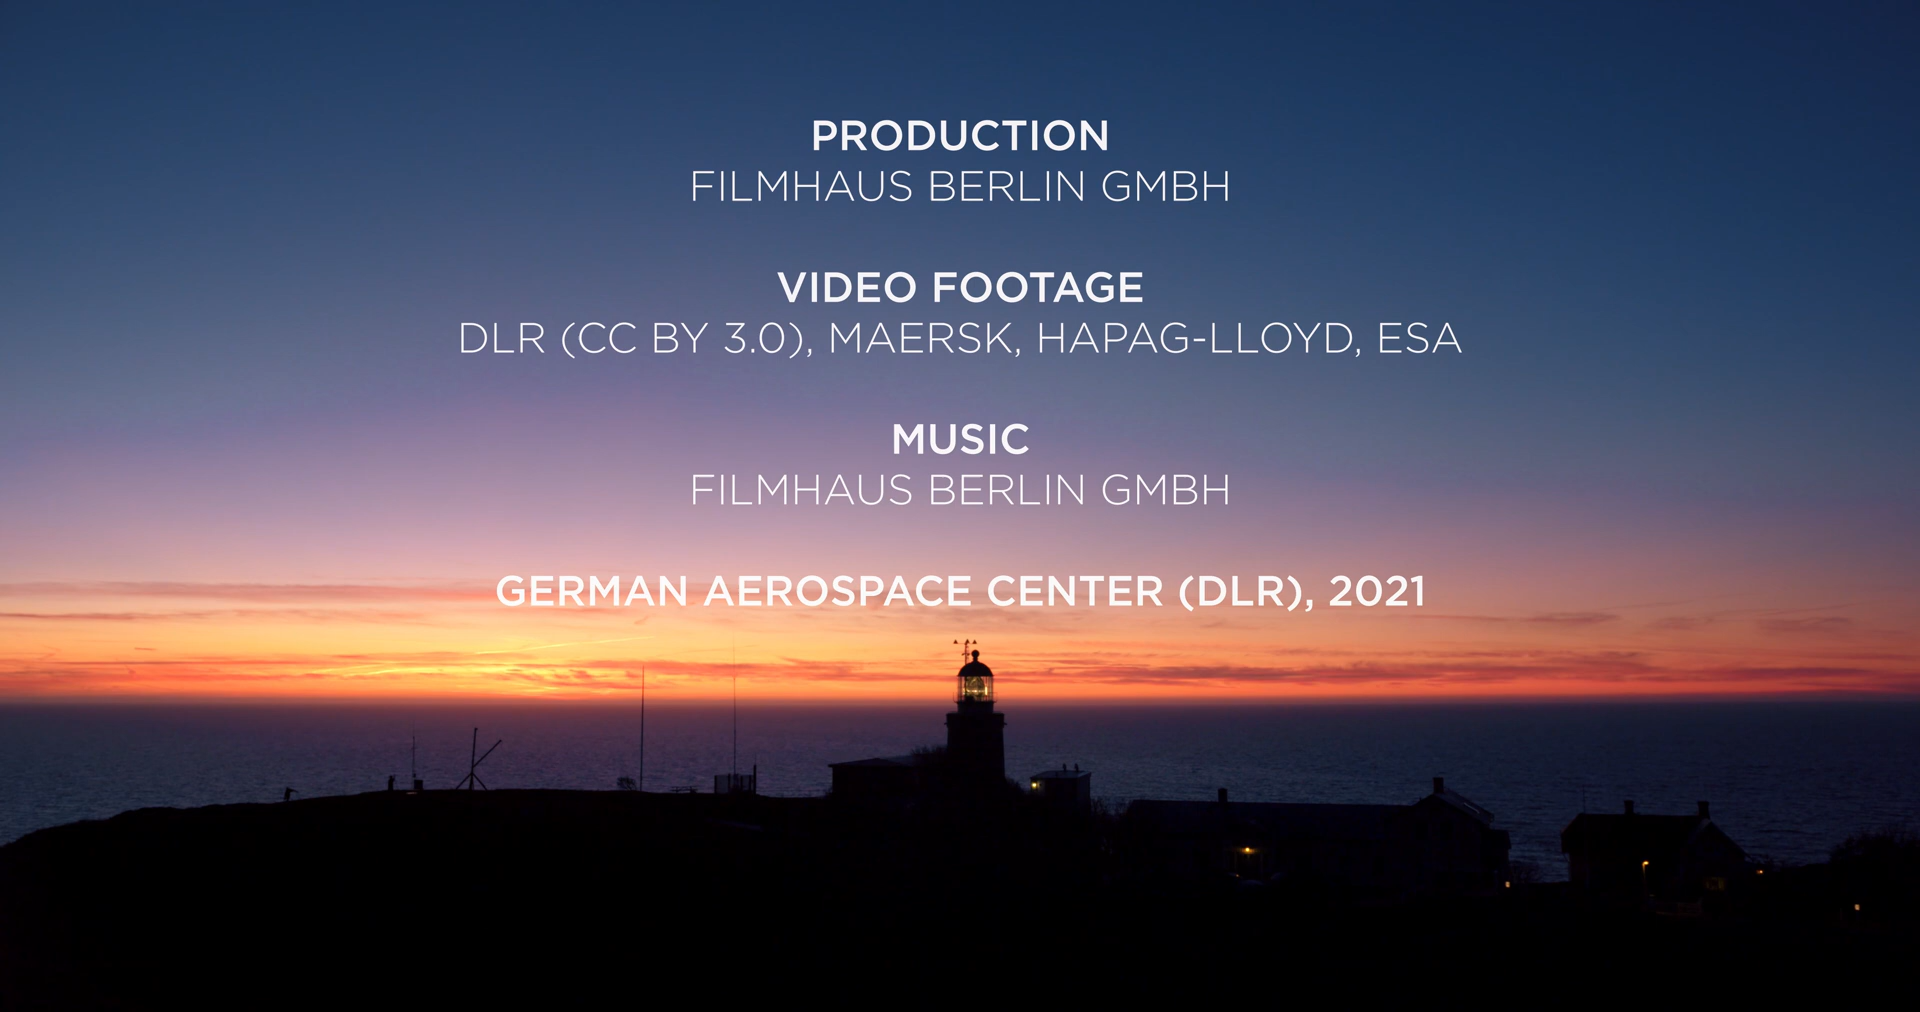 PRODUCTION
FILMHAUS BERLIN GMBH
VIDEO FOOTAGE
DLR (CC BY 3.0), MAERSK, HAPAG-LLOYD, ESA
MUSIC
FILMHAUS BERLIN GMBH
GERMAN AEROSPACE CENTER (DLR), 2021